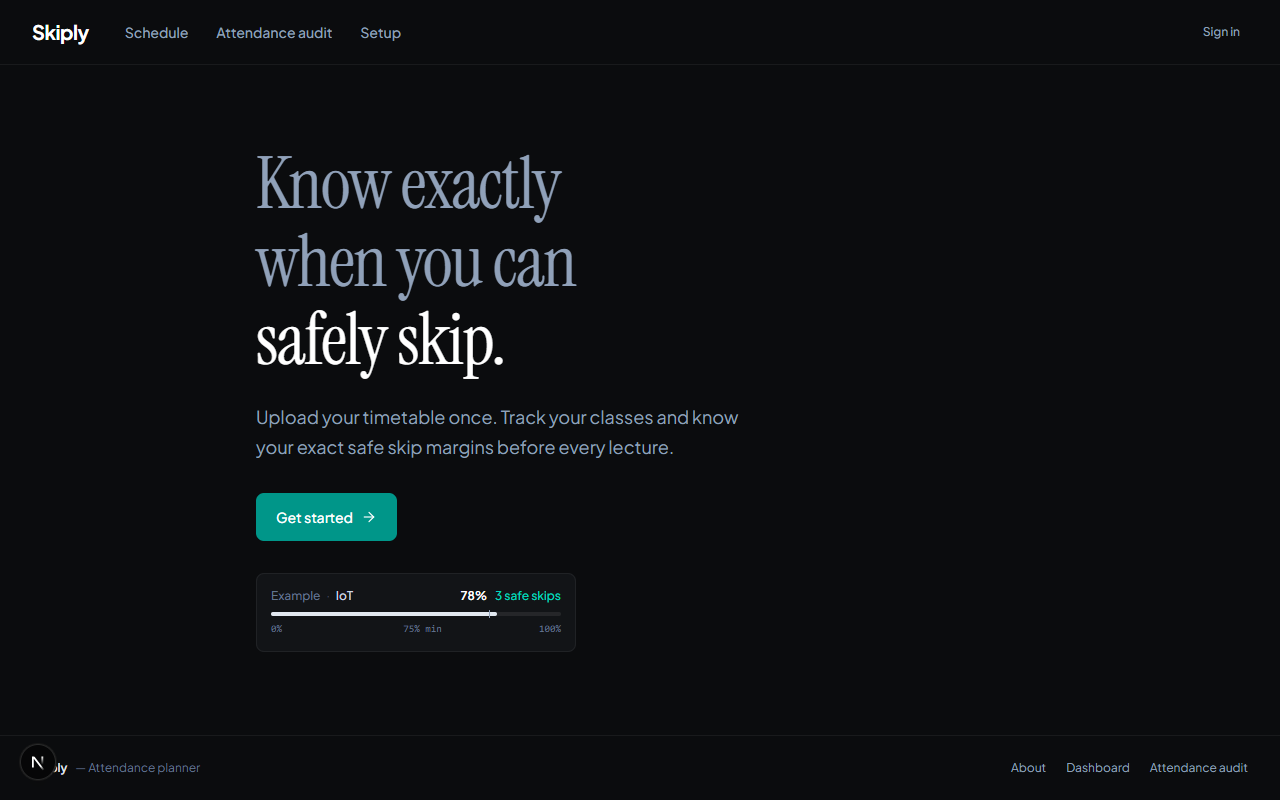 Skiply Schedule Attendance audit Setup Sign in
Know exactly
when you can
safely skip.
Upload your timetable once. Track your classes and know
your exact safe skip margins before every lecture.
Get started →
Example · IoT 78% 3 safe skips
0% 75% min 100%
N ly — Attendance planner About Dashboard Attendance audit